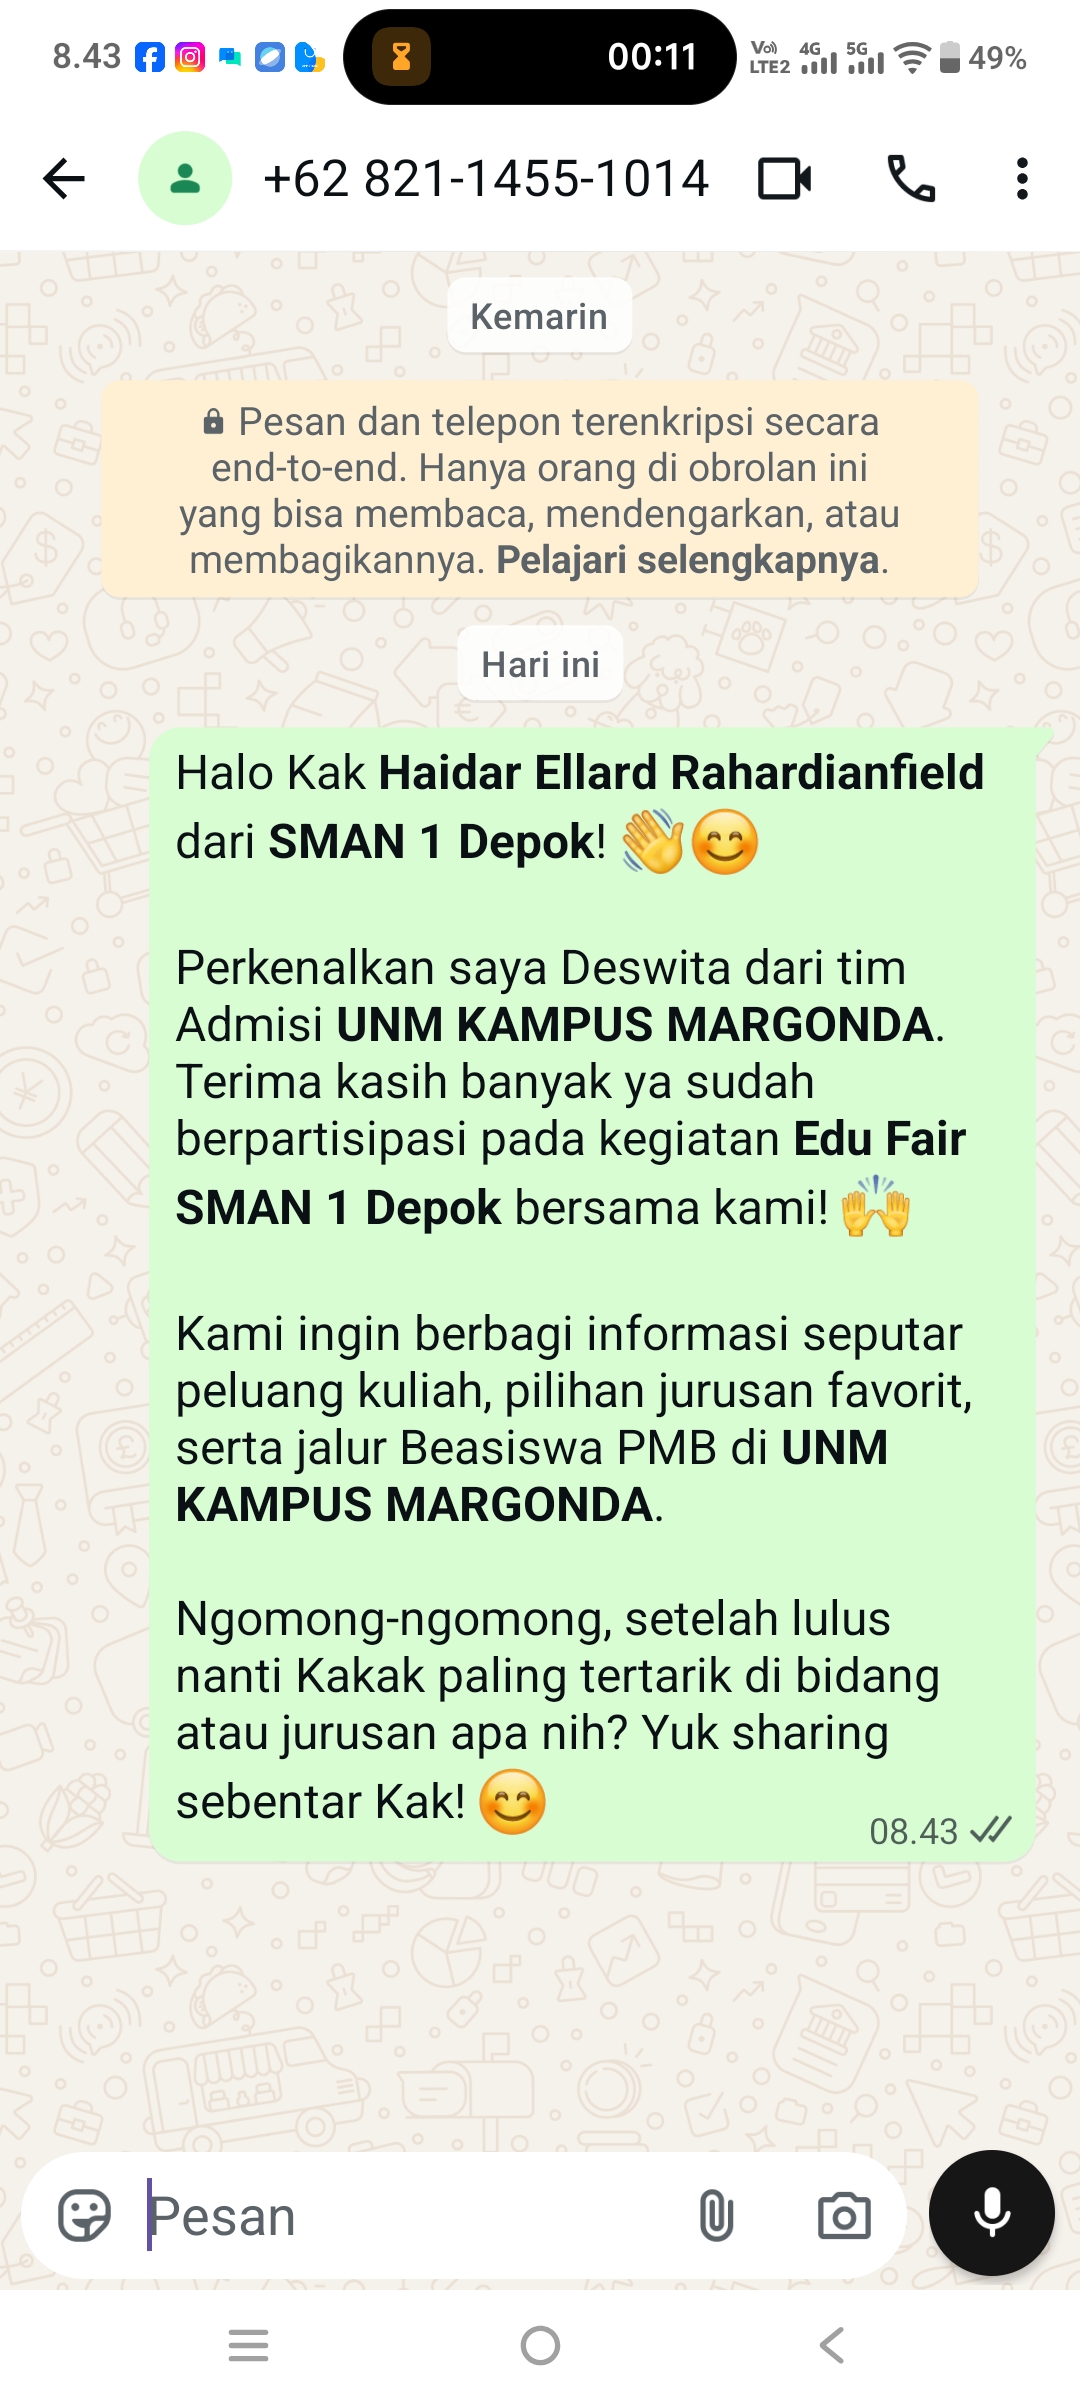 8.43 00:11 Vo) LTE2 4G 5G 49%
+62 821-1455-1014
Kemarin
Pesan dan telepon terenkripsi secara
end-to-end. Hanya orang di obrolan ini
yang bisa membaca, mendengarkan, atau
membagikannya. Pelajari selengkapnya.
Hari ini
Halo Kak Haidar Ellard Rahardianfield
dari SMAN 1 Depok! 👋😊
Perkenalkan saya Deswita dari tim
Admisi UNM KAMPUS MARGONDA.
Terima kasih banyak ya sudah
berpartisipasi pada kegiatan Edu Fair
SMAN 1 Depok bersama kami! 🙌
Kami ingin berbagi informasi seputar
peluang kuliah, pilihan jurusan favorit,
serta jalur Beasiswa PMB di UNM
KAMPUS MARGONDA.
Ngomong-ngomong, setelah lulus
nanti Kakak paling tertarik di bidang
atau jurusan apa nih? Yuk sharing
sebentar Kak! 😊
08.43
Pesan